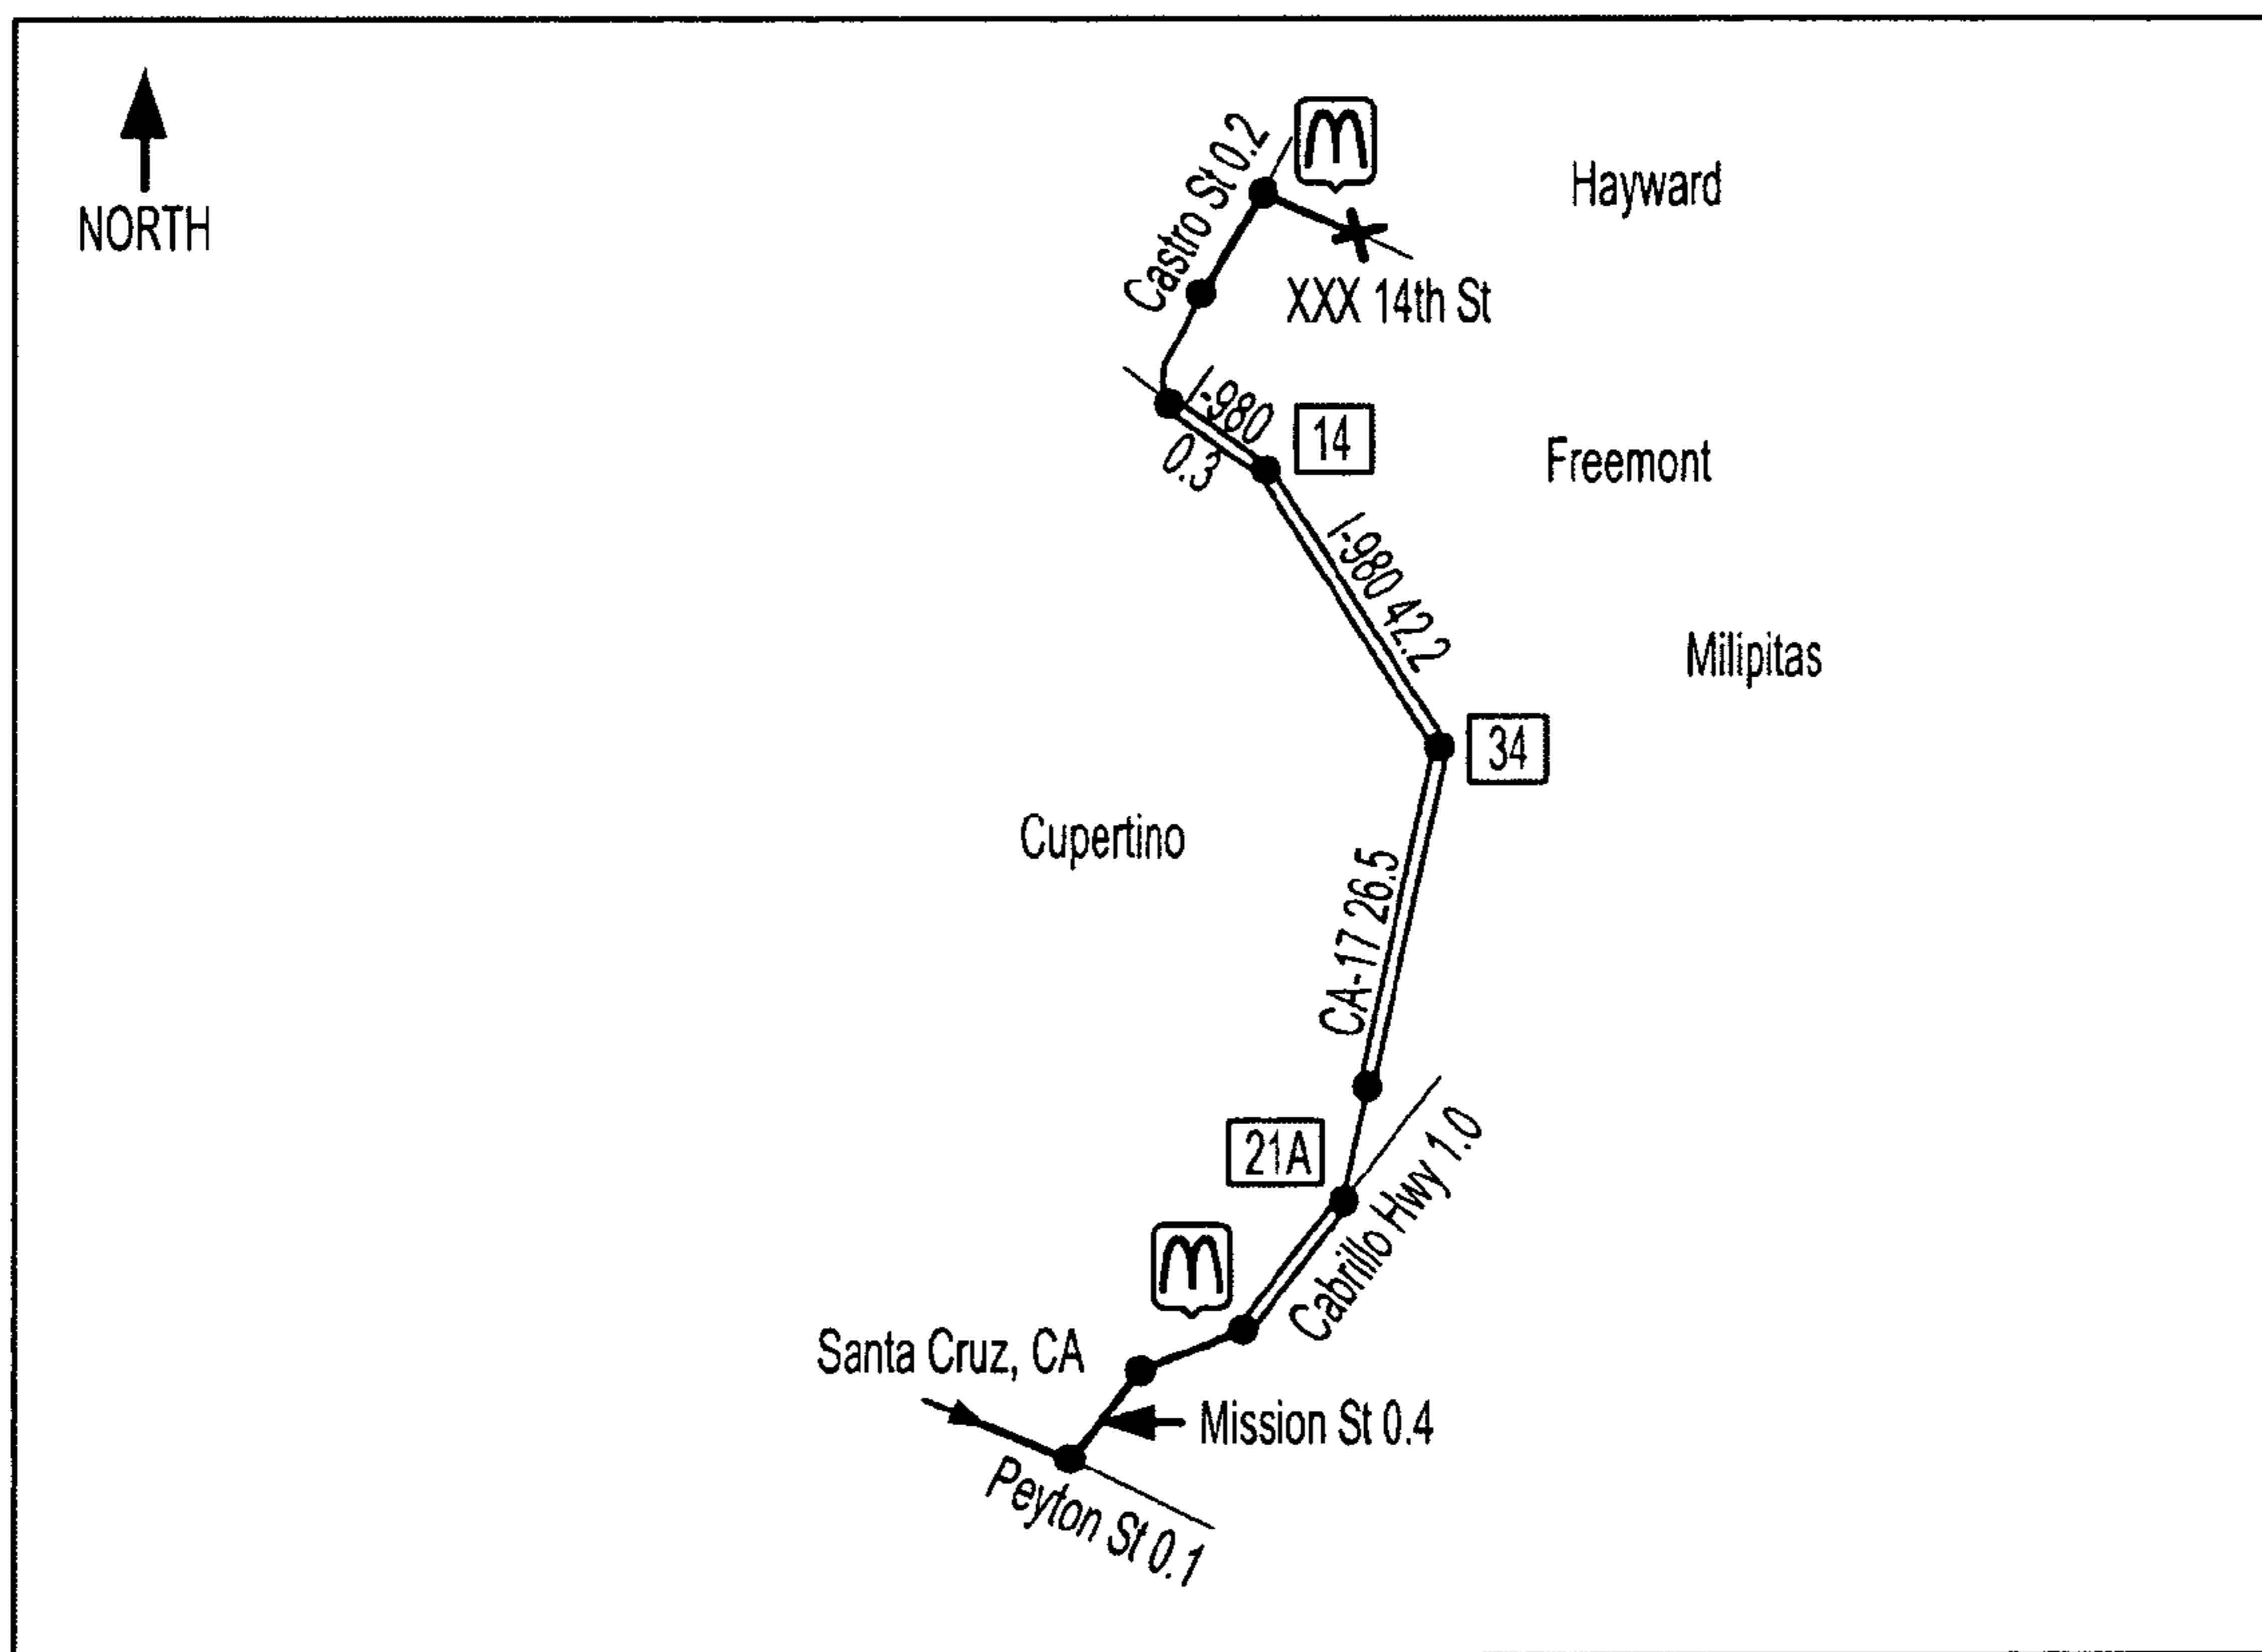 NORTH
Castro St 0.2
Hayward
XXX 14th St
I-980
0.3
14
Freemont
I-980 42.2
Milipitas
34
Cupertino
CA-17 26.5
21A
Cabrillo Hwy 1.0
Santa Cruz, CA
Mission St 0.4
Peyton St 0.1